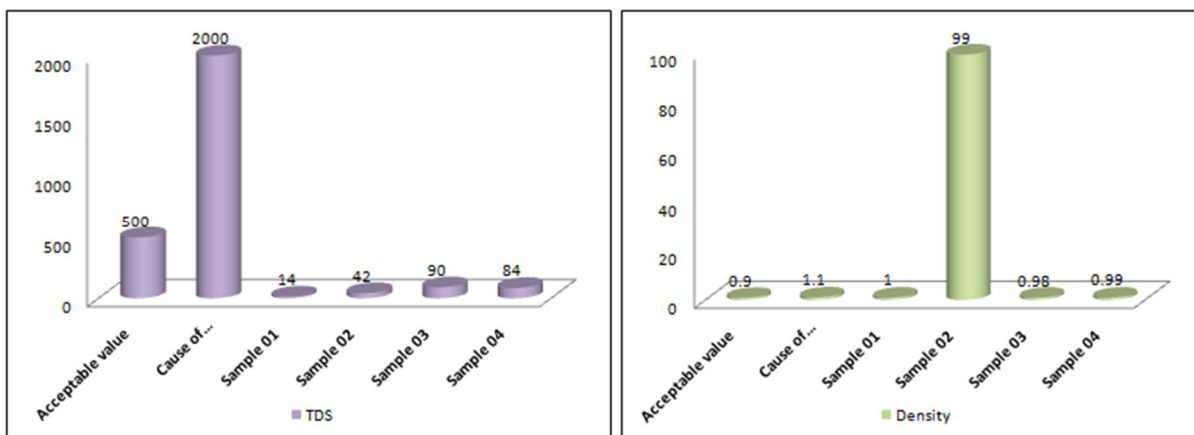 2000
2000
1500
1000
500
500
14
42
90
84
0
Acceptable value
Cause of...
Sample 01
Sample 02
Sample 03
Sample 04
TDS
99
100
80
60
40
20
0.9
1.1
1
0.98
0.99
0
Acceptable value
Cause of...
Sample 01
Sample 02
Sample 03
Sample 04
Density